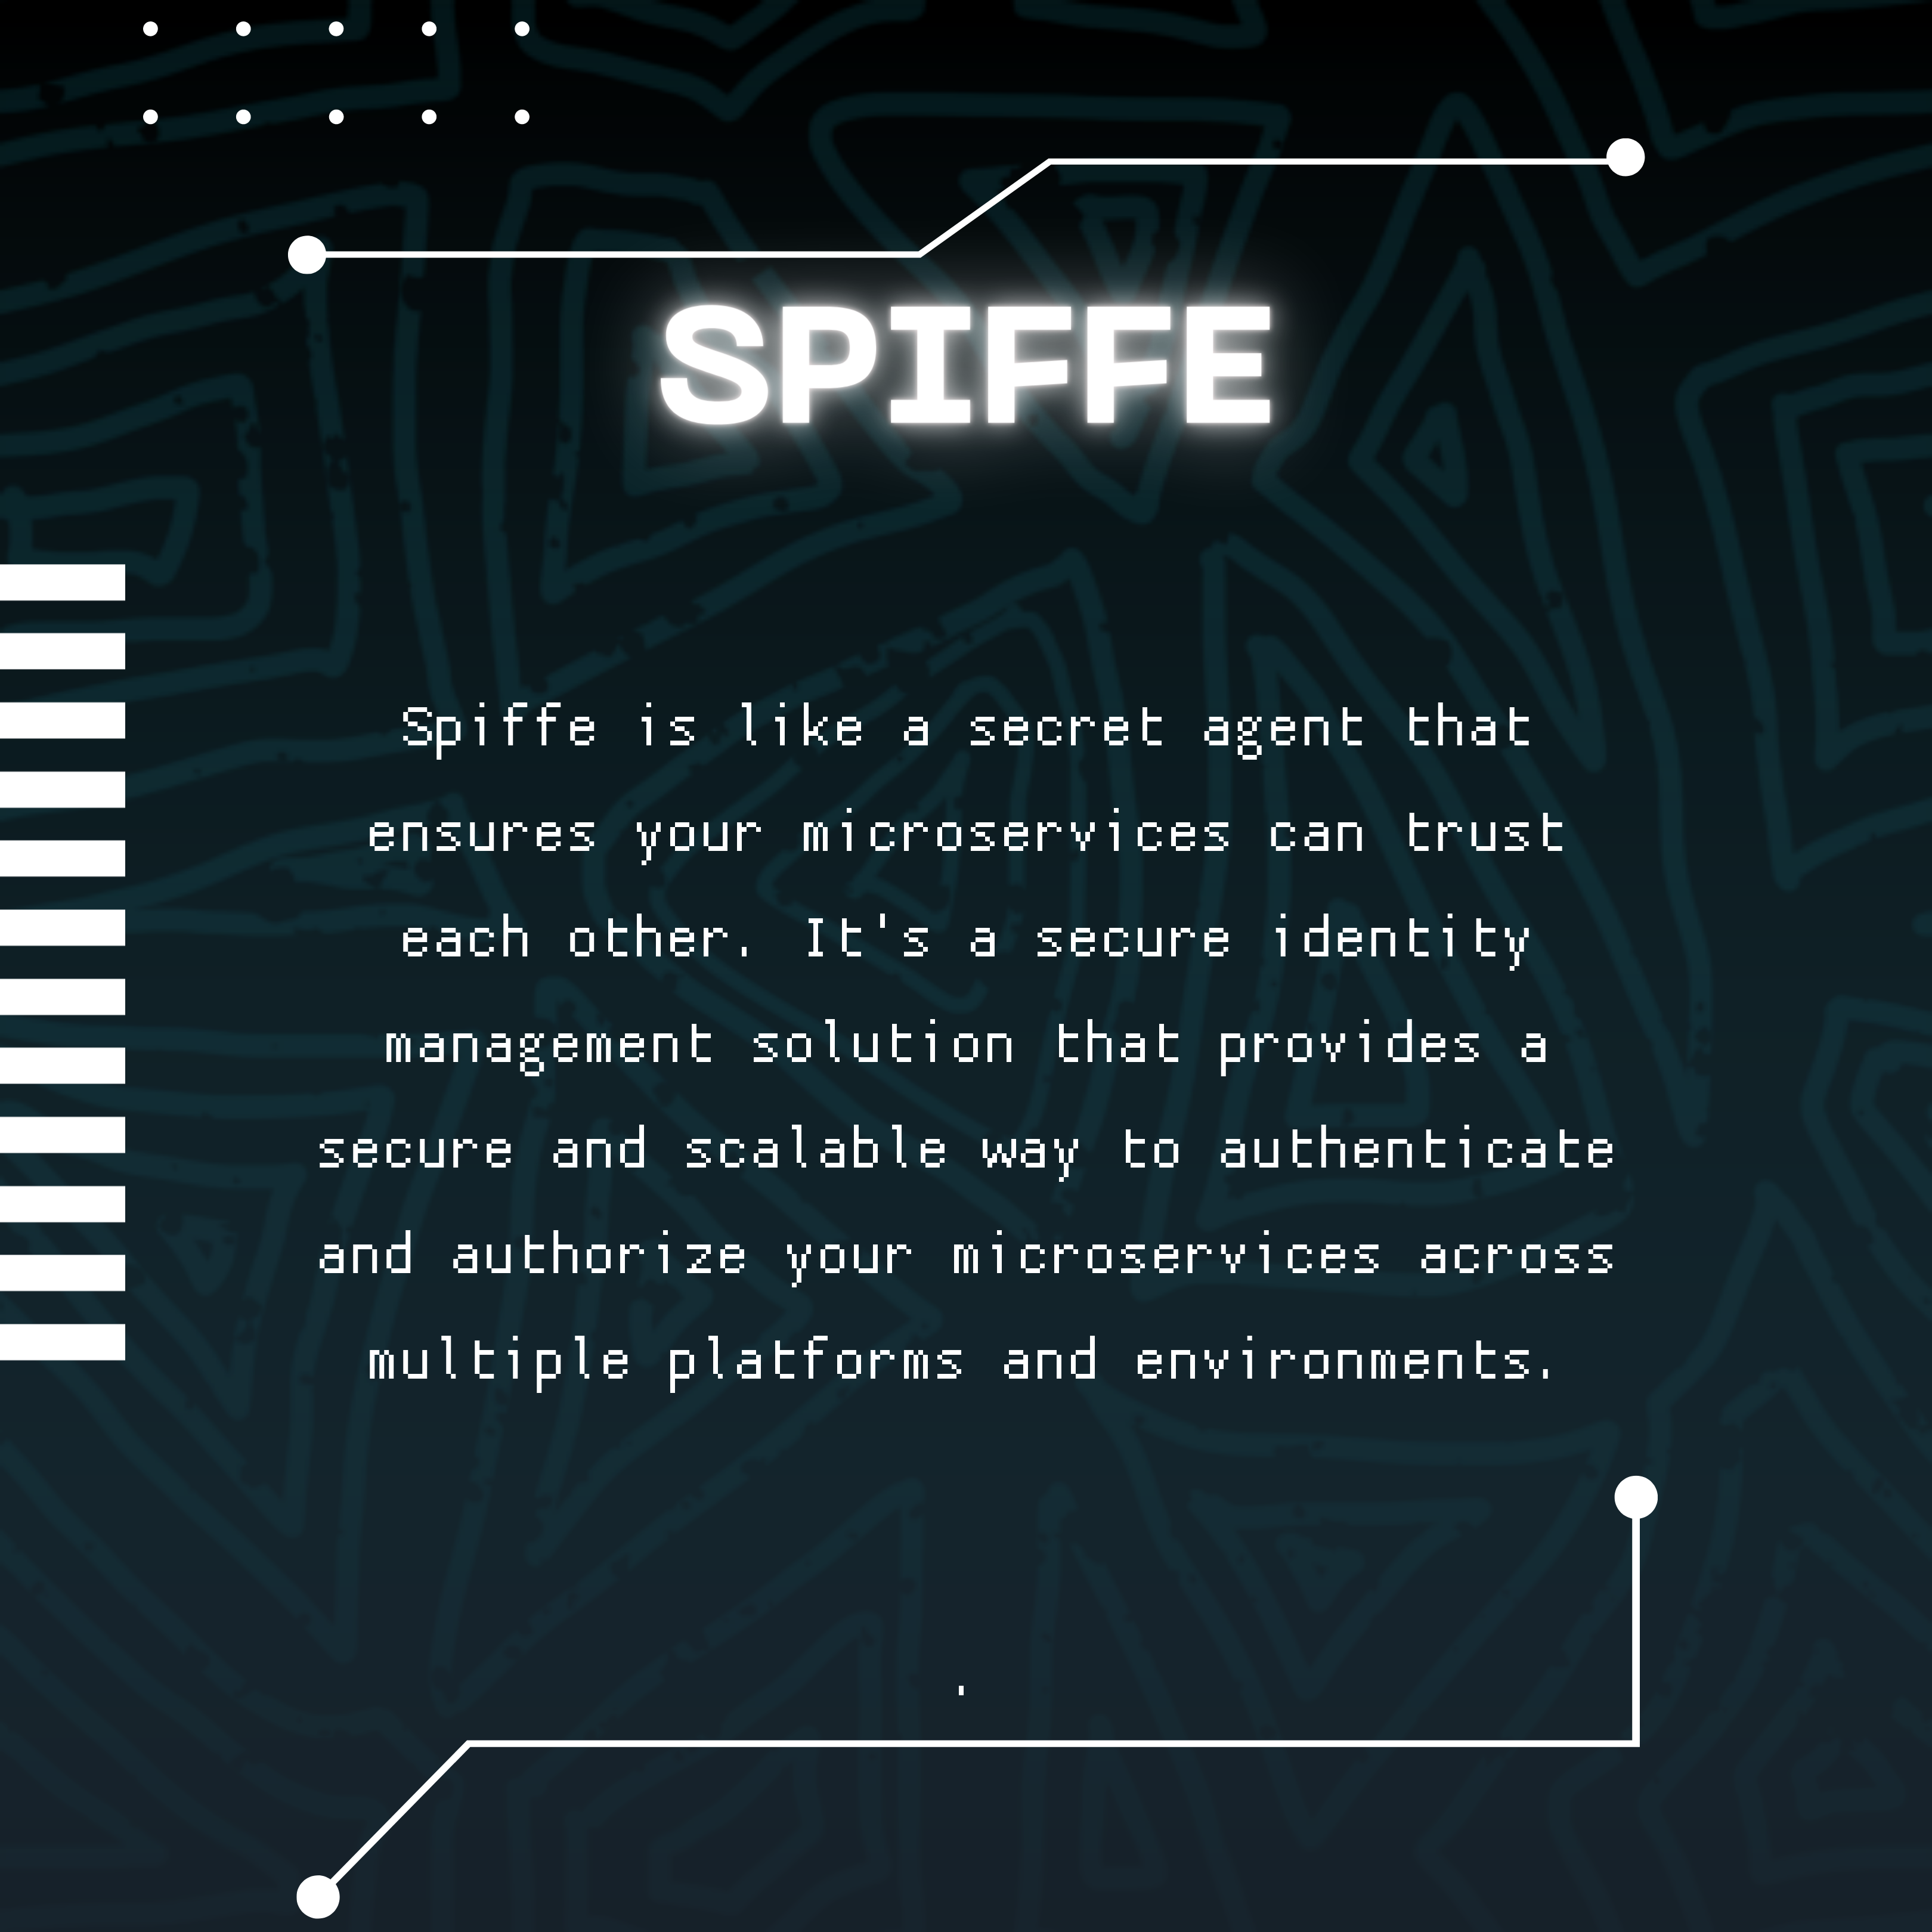 SPIFFE
Spiffe is like a secret agent that
ensures your microservices can trust
each other. It's a secure identity
management solution that provides a
secure and scalable way to authenticate
and authorize your microservices across
multiple platforms and environments.
.